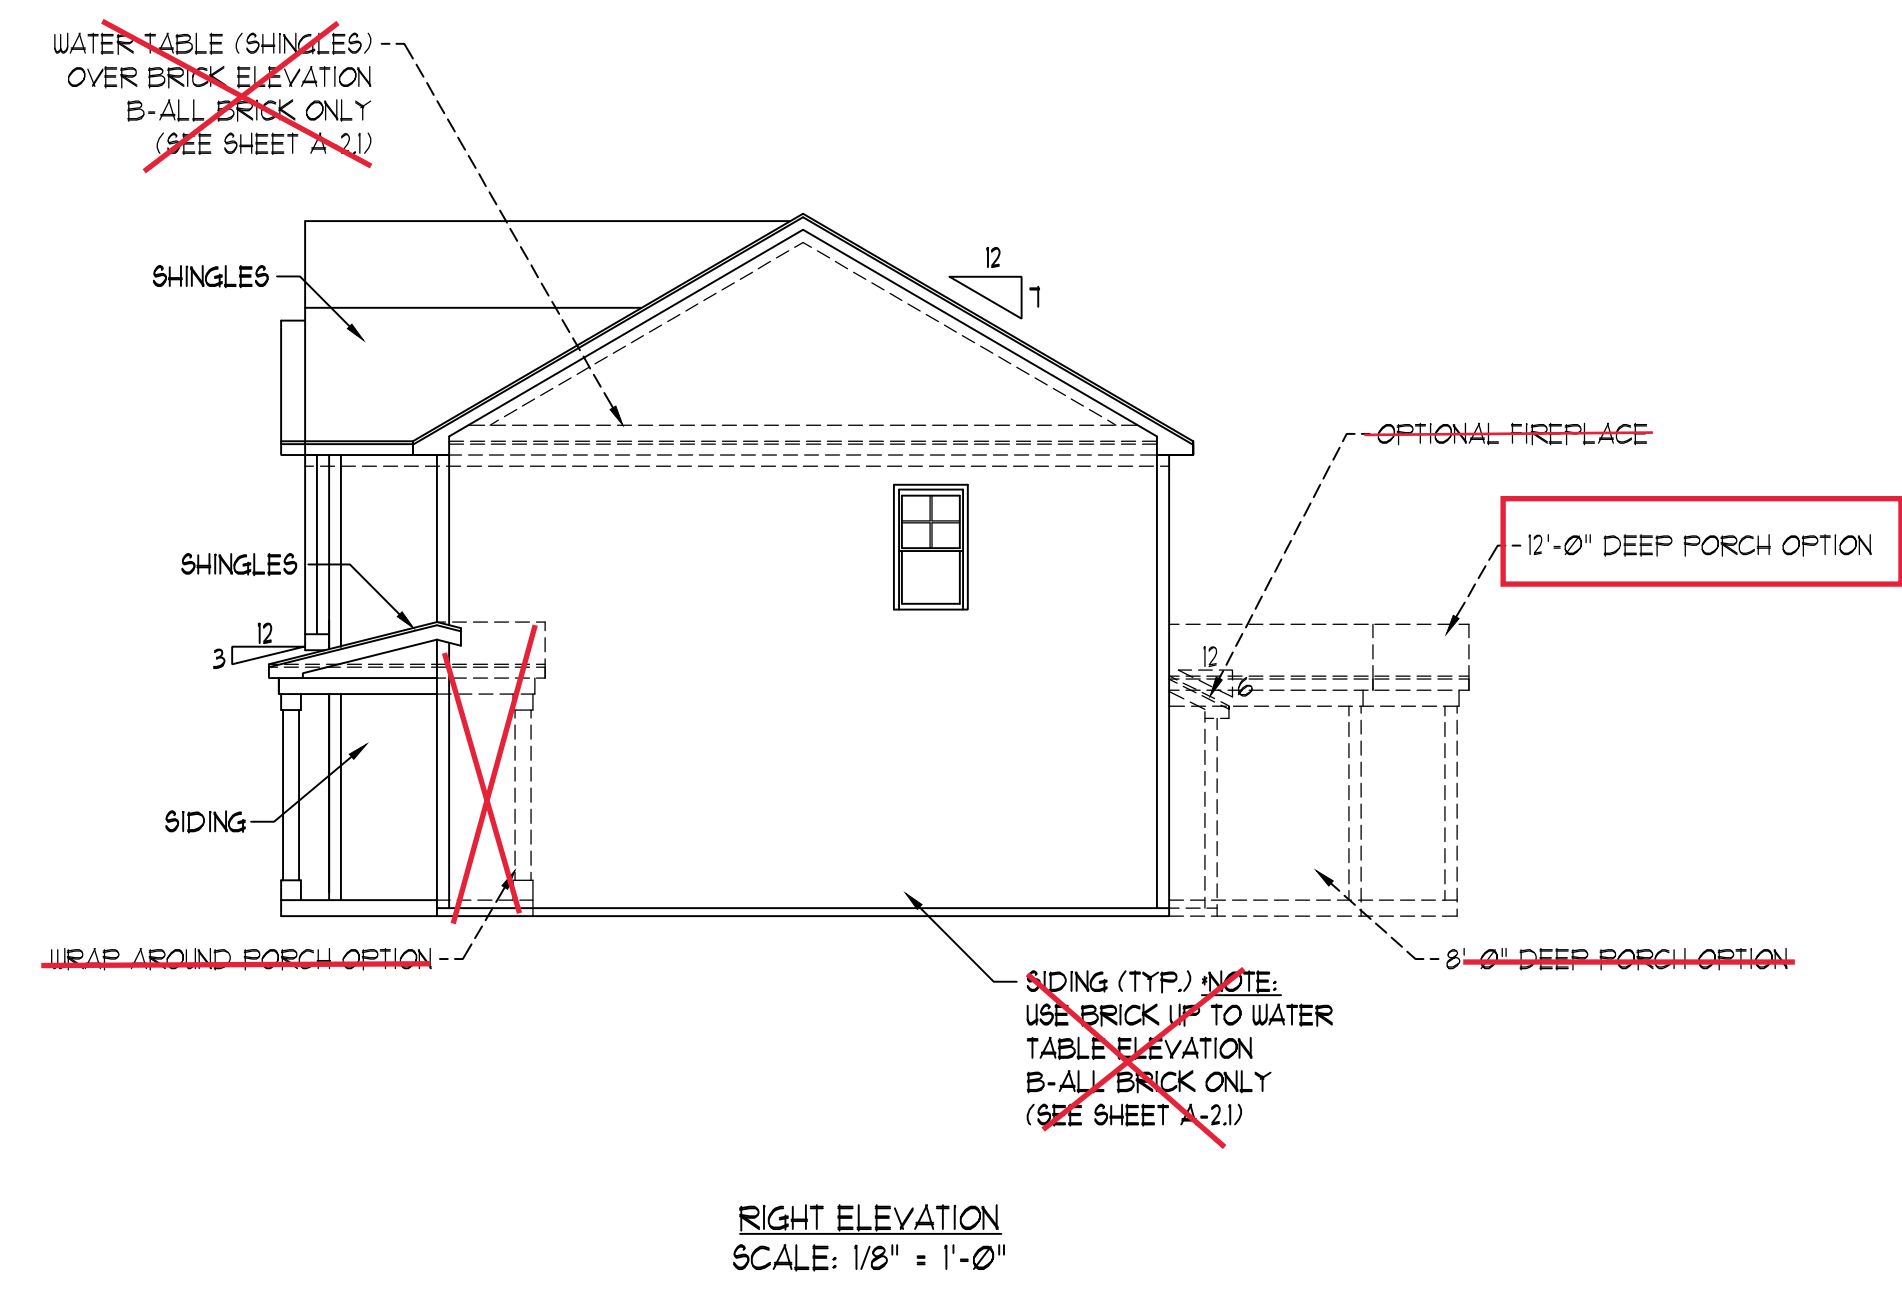 WATER TABLE (SHINGLES)
OVER BRICK ELEVATION
B-ALL BRICK ONLY
(SEE SHEET A-2.1)
SHINGLES
12
7
OPTIONAL FIREPLACE
12'-0" DEEP PORCH OPTION
SHINGLES
12
3
12
6
SIDING
WRAP AROUND PORCH OPTION
8'-0" DEEP PORCH OPTION
SIDING (TYP.) *NOTE:
USE BRICK UP TO WATER
TABLE ELEVATION
B-ALL BRICK ONLY
(SEE SHEET A-2.1)
RIGHT ELEVATION
SCALE: 1/8" = 1'-0"